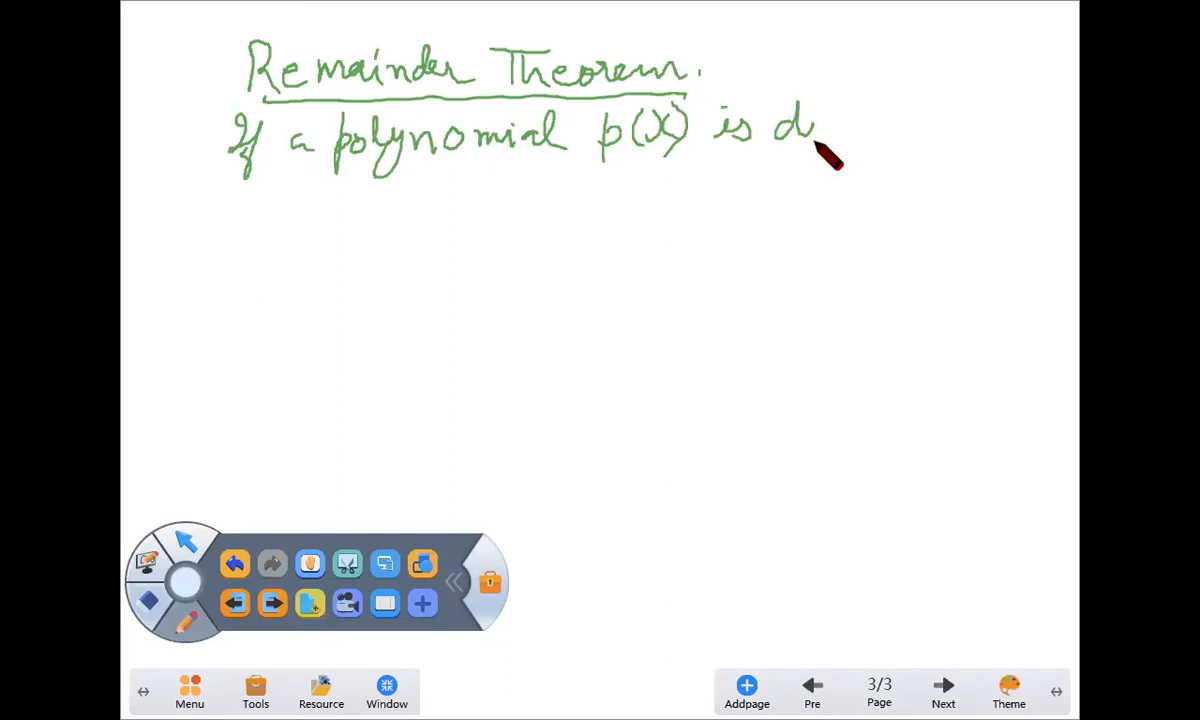 Remainder Theorem.
If a polynomial p(x) is d
Menu
Tools
Resource
Window
Addpage
Pre
3/3
Page
Next
Theme